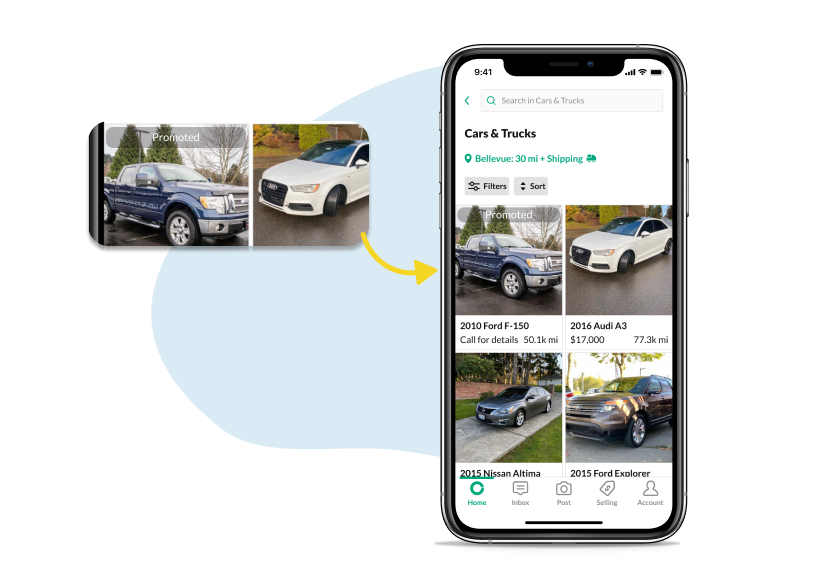 Promoted
9:41
Search in Cars & Trucks
Cars & Trucks
Bellevue: 30 mi + Shipping
Filters Sort
Promoted
2010 Ford F-150 2016 Audi A3
Call for details 50.1k mi $17,000 77.3k mi
2015 Nissan Altima 2015 Ford Explorer
Home Inbox Post Selling Account